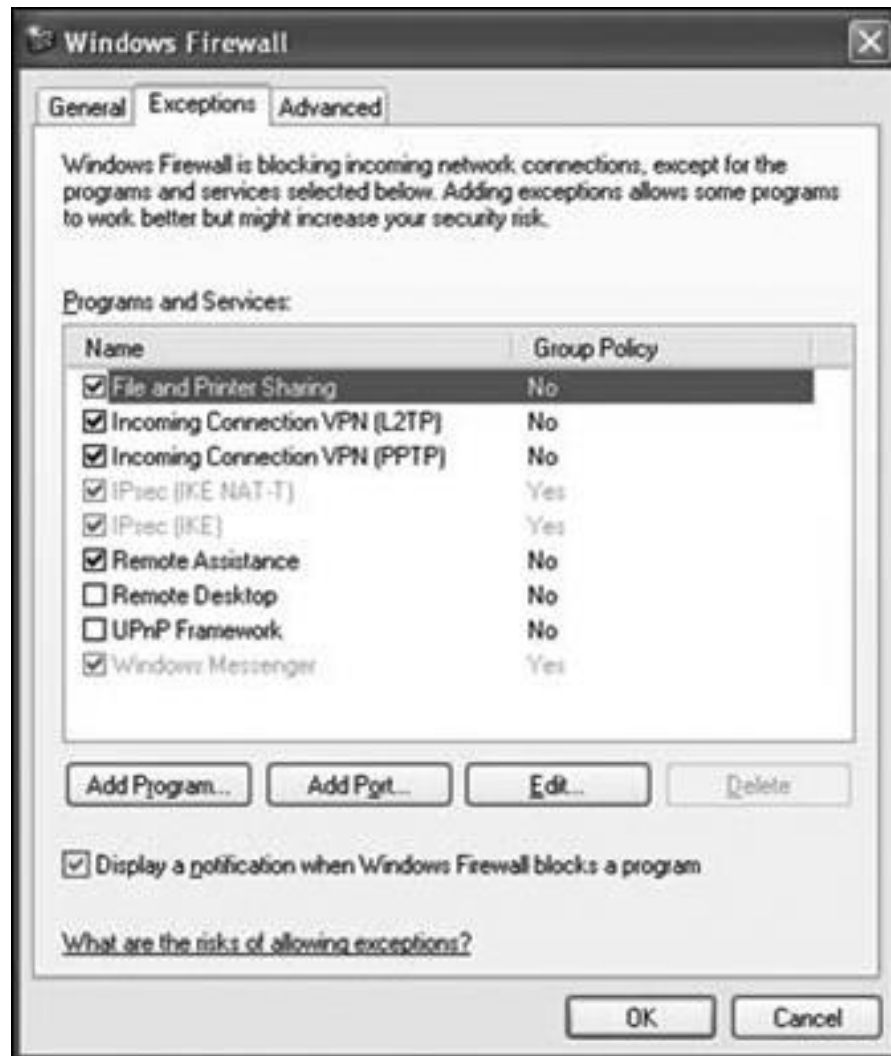 Windows Firewall
General Exceptions Advanced
Windows Firewall is blocking incoming network connections, except for the
programs and services selected below. Adding exceptions allows some programs
to work better but might increase your security risk.
Programs and Services:
Name Group Policy
File and Printer Sharing No
Incoming Connection VPN (L2TP) No
Incoming Connection VPN (PPTP) No
IPsec (IKE NAT-T) Yes
IPsec (IKE) Yes
Remote Assistance No
Remote Desktop No
UPnP Framework No
Windows Messenger Yes
Add Program... Add Port... Edit... Delete
Display a notification when Windows Firewall blocks a program
What are the risks of allowing exceptions?
OK Cancel